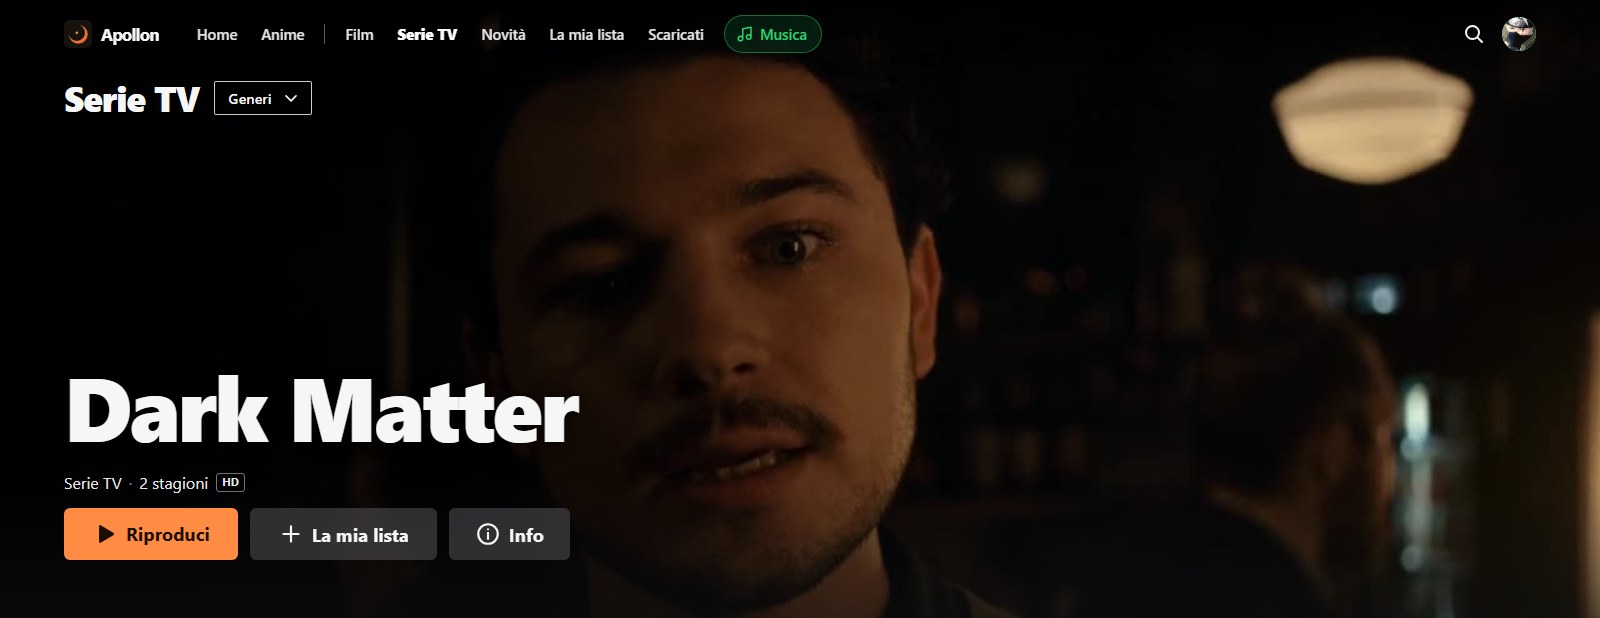 Apollon Home Anime Film Serie TV Novità La mia lista Scaricati Musica
Serie TV Generi
Dark Matter
Serie TV · 2 stagioni HD
Riproduci La mia lista Info